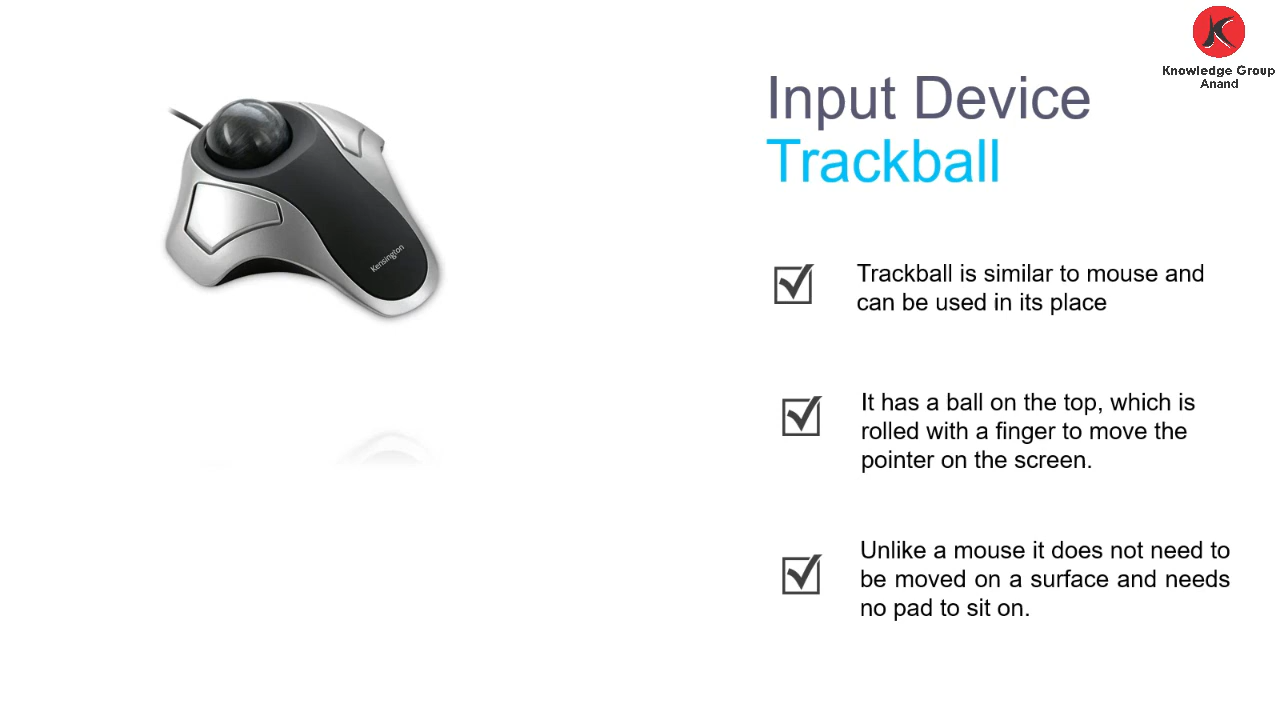 Knowledge Group
Anand
Input Device
Trackball
Kensington
Trackball is similar to mouse and
can be used in its place
It has a ball on the top, which is
rolled with a finger to move the
pointer on the screen.
Unlike a mouse it does not need to
be moved on a surface and needs
no pad to sit on.